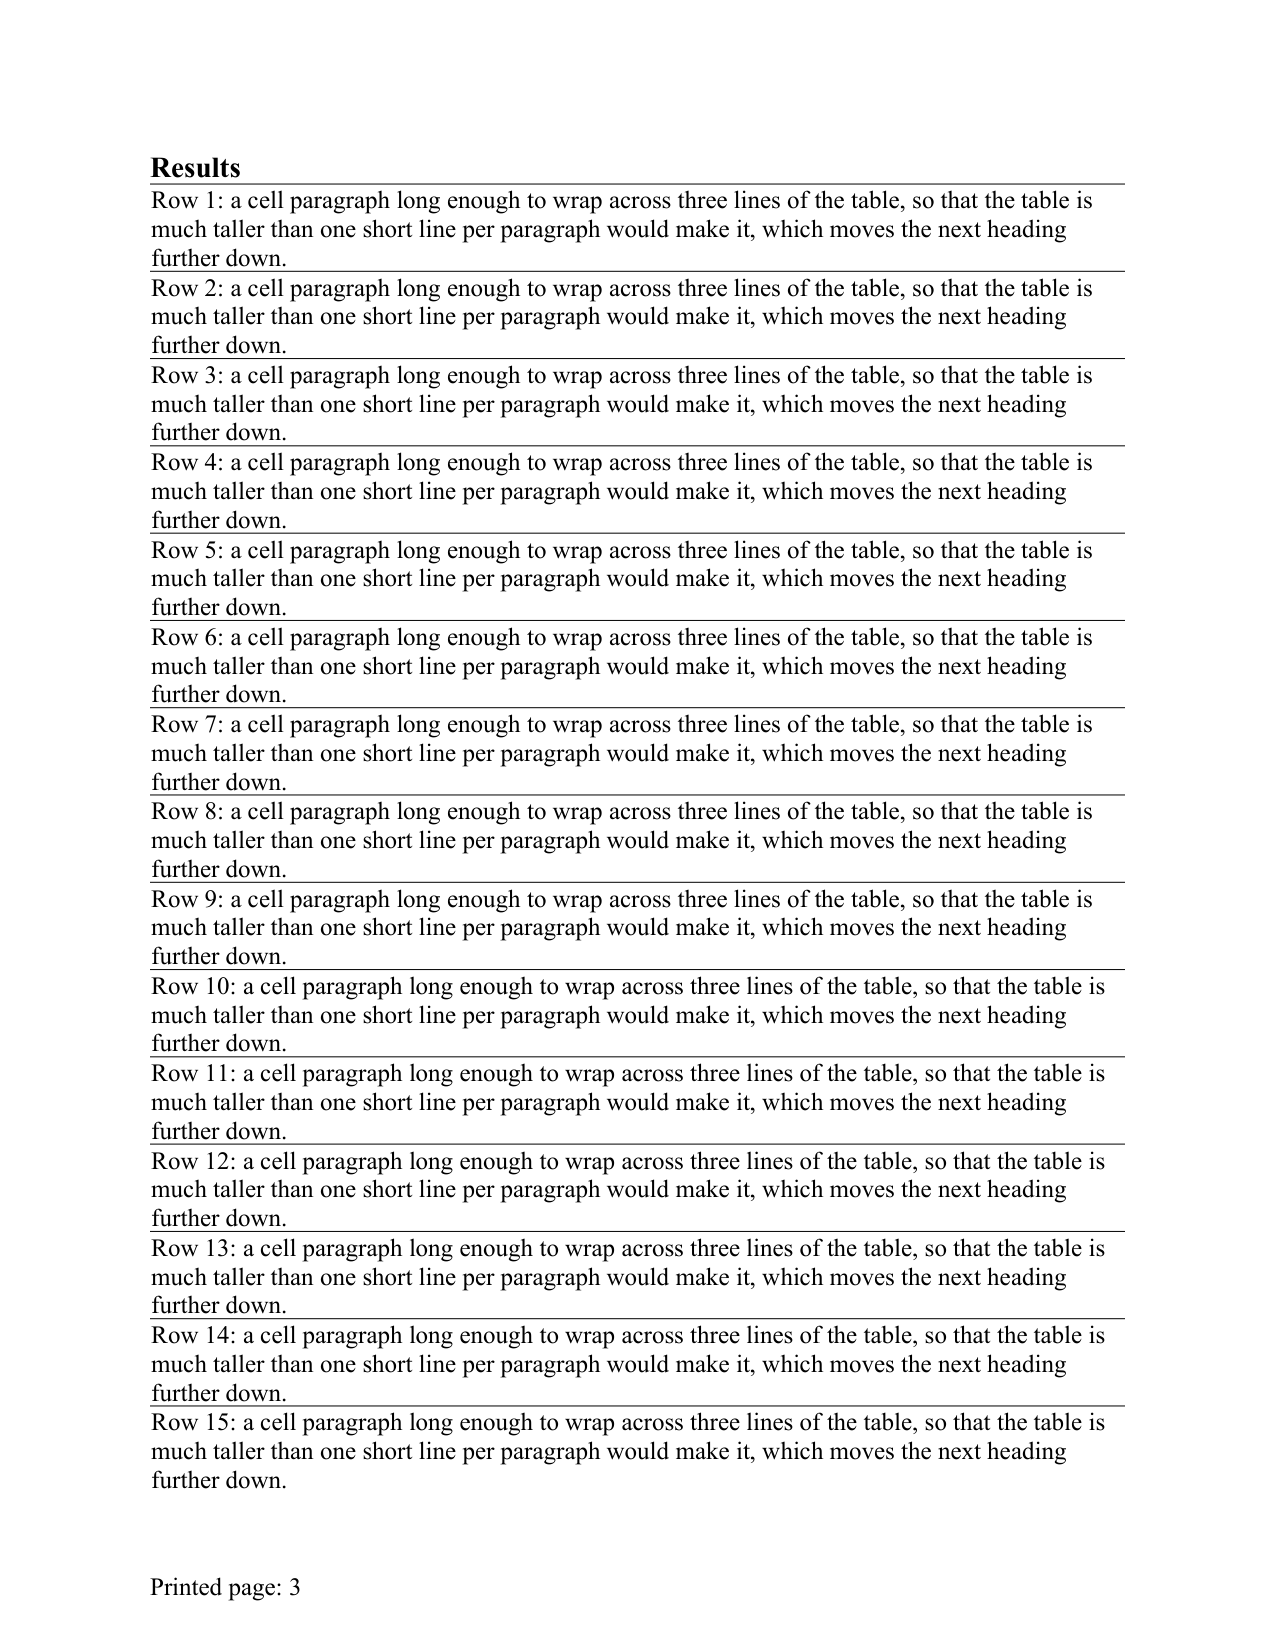 Results
Row 1: a cell paragraph long enough to wrap across three lines of the table, so that the table is
much taller than one short line per paragraph would make it, which moves the next heading
further down.
Row 2: a cell paragraph long enough to wrap across three lines of the table, so that the table is
much taller than one short line per paragraph would make it, which moves the next heading
further down.
Row 3: a cell paragraph long enough to wrap across three lines of the table, so that the table is
much taller than one short line per paragraph would make it, which moves the next heading
further down.
Row 4: a cell paragraph long enough to wrap across three lines of the table, so that the table is
much taller than one short line per paragraph would make it, which moves the next heading
further down.
Row 5: a cell paragraph long enough to wrap across three lines of the table, so that the table is
much taller than one short line per paragraph would make it, which moves the next heading
further down.
Row 6: a cell paragraph long enough to wrap across three lines of the table, so that the table is
much taller than one short line per paragraph would make it, which moves the next heading
further down.
Row 7: a cell paragraph long enough to wrap across three lines of the table, so that the table is
much taller than one short line per paragraph would make it, which moves the next heading
further down.
Row 8: a cell paragraph long enough to wrap across three lines of the table, so that the table is
much taller than one short line per paragraph would make it, which moves the next heading
further down.
Row 9: a cell paragraph long enough to wrap across three lines of the table, so that the table is
much taller than one short line per paragraph would make it, which moves the next heading
further down.
Row 10: a cell paragraph long enough to wrap across three lines of the table, so that the table is
much taller than one short line per paragraph would make it, which moves the next heading
further down.
Row 11: a cell paragraph long enough to wrap across three lines of the table, so that the table is
much taller than one short line per paragraph would make it, which moves the next heading
further down.
Row 12: a cell paragraph long enough to wrap across three lines of the table, so that the table is
much taller than one short line per paragraph would make it, which moves the next heading
further down.
Row 13: a cell paragraph long enough to wrap across three lines of the table, so that the table is
much taller than one short line per paragraph would make it, which moves the next heading
further down.
Row 14: a cell paragraph long enough to wrap across three lines of the table, so that the table is
much taller than one short line per paragraph would make it, which moves the next heading
further down.
Row 15: a cell paragraph long enough to wrap across three lines of the table, so that the table is
much taller than one short line per paragraph would make it, which moves the next heading
further down.
Printed page: 3